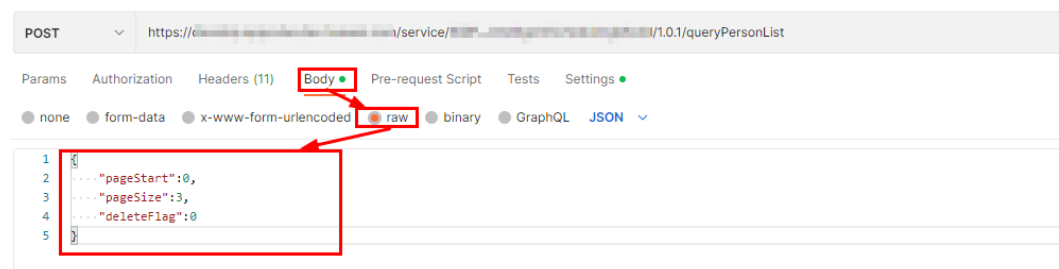 POST https:// /service/ /1.0.1/queryPersonList
Params Authorization Headers (11) Body Pre-request Script Tests Settings
none form-data x-www-form-urlencoded raw binary GraphQL JSON
1 {
2 ····"pageStart":0,
3 ····"pageSize":3,
4 ····"deleteFlag":0
5 }